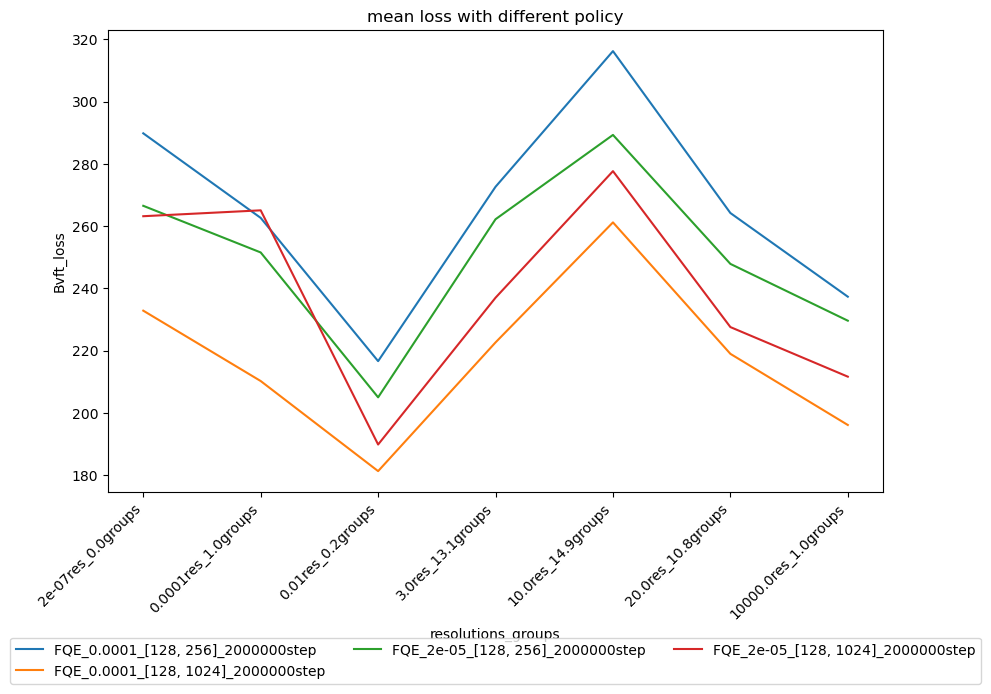 mean loss with different policy
320
300
280
260
240
220
200
180
Bvft_loss
2e-07res_0.0groups
0.0001res_1.0groups
0.01res_0.2groups
3.0res_13.1groups
10.0res_14.9groups
20.0res_10.8groups
10000.0res_1.0groups
resolutions_groups
FQE_0.0001_[128, 256]_2000000step
FQE_0.0001_[128, 1024]_2000000step
FQE_2e-05_[128, 256]_2000000step
FQE_2e-05_[128, 1024]_2000000step